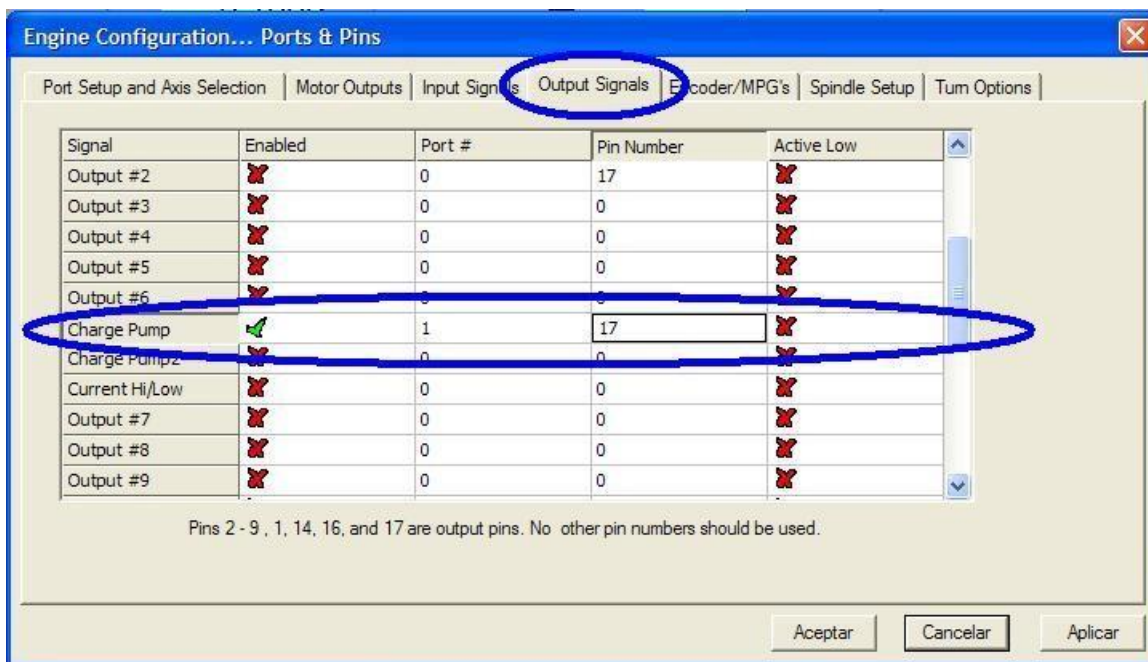 Engine Configuration... Ports & Pins
Port Setup and Axis Selection Motor Outputs Input Signals Output Signals Encoder/MPG's Spindle Setup Turn Options
Signal Enabled Port # Pin Number Active Low
Output #2 0 17
Output #3 0 0
Output #4 0 0
Output #5 0 0
Output #6 0 0
Charge Pump 1 17
Charge Pump2 0 0
Current Hi/Low 0 0
Output #7 0 0
Output #8 0 0
Output #9 0 0
Pins 2 - 9 , 1, 14, 16, and 17 are output pins. No other pin numbers should be used.
Aceptar Cancelar Aplicar